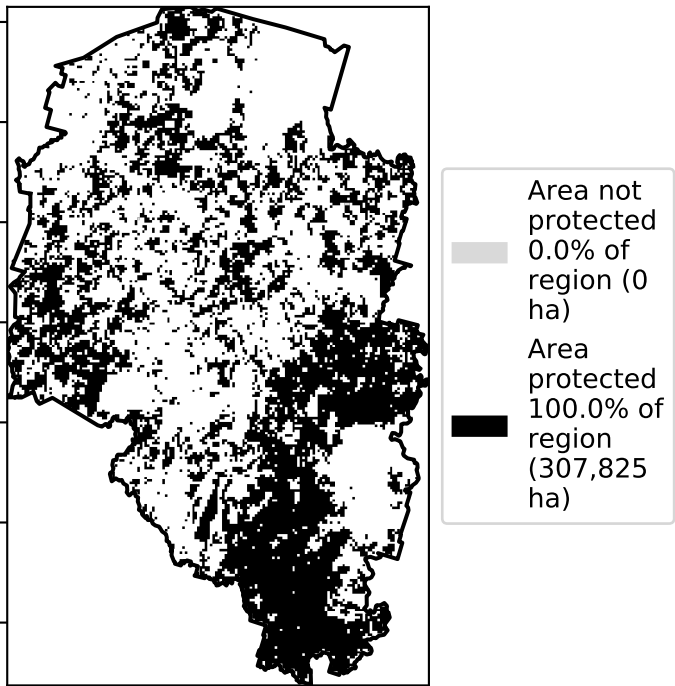 Area not
protected
0.0% of
region (0
ha)
Area
protected
100.0% of
region
(307,825
ha)